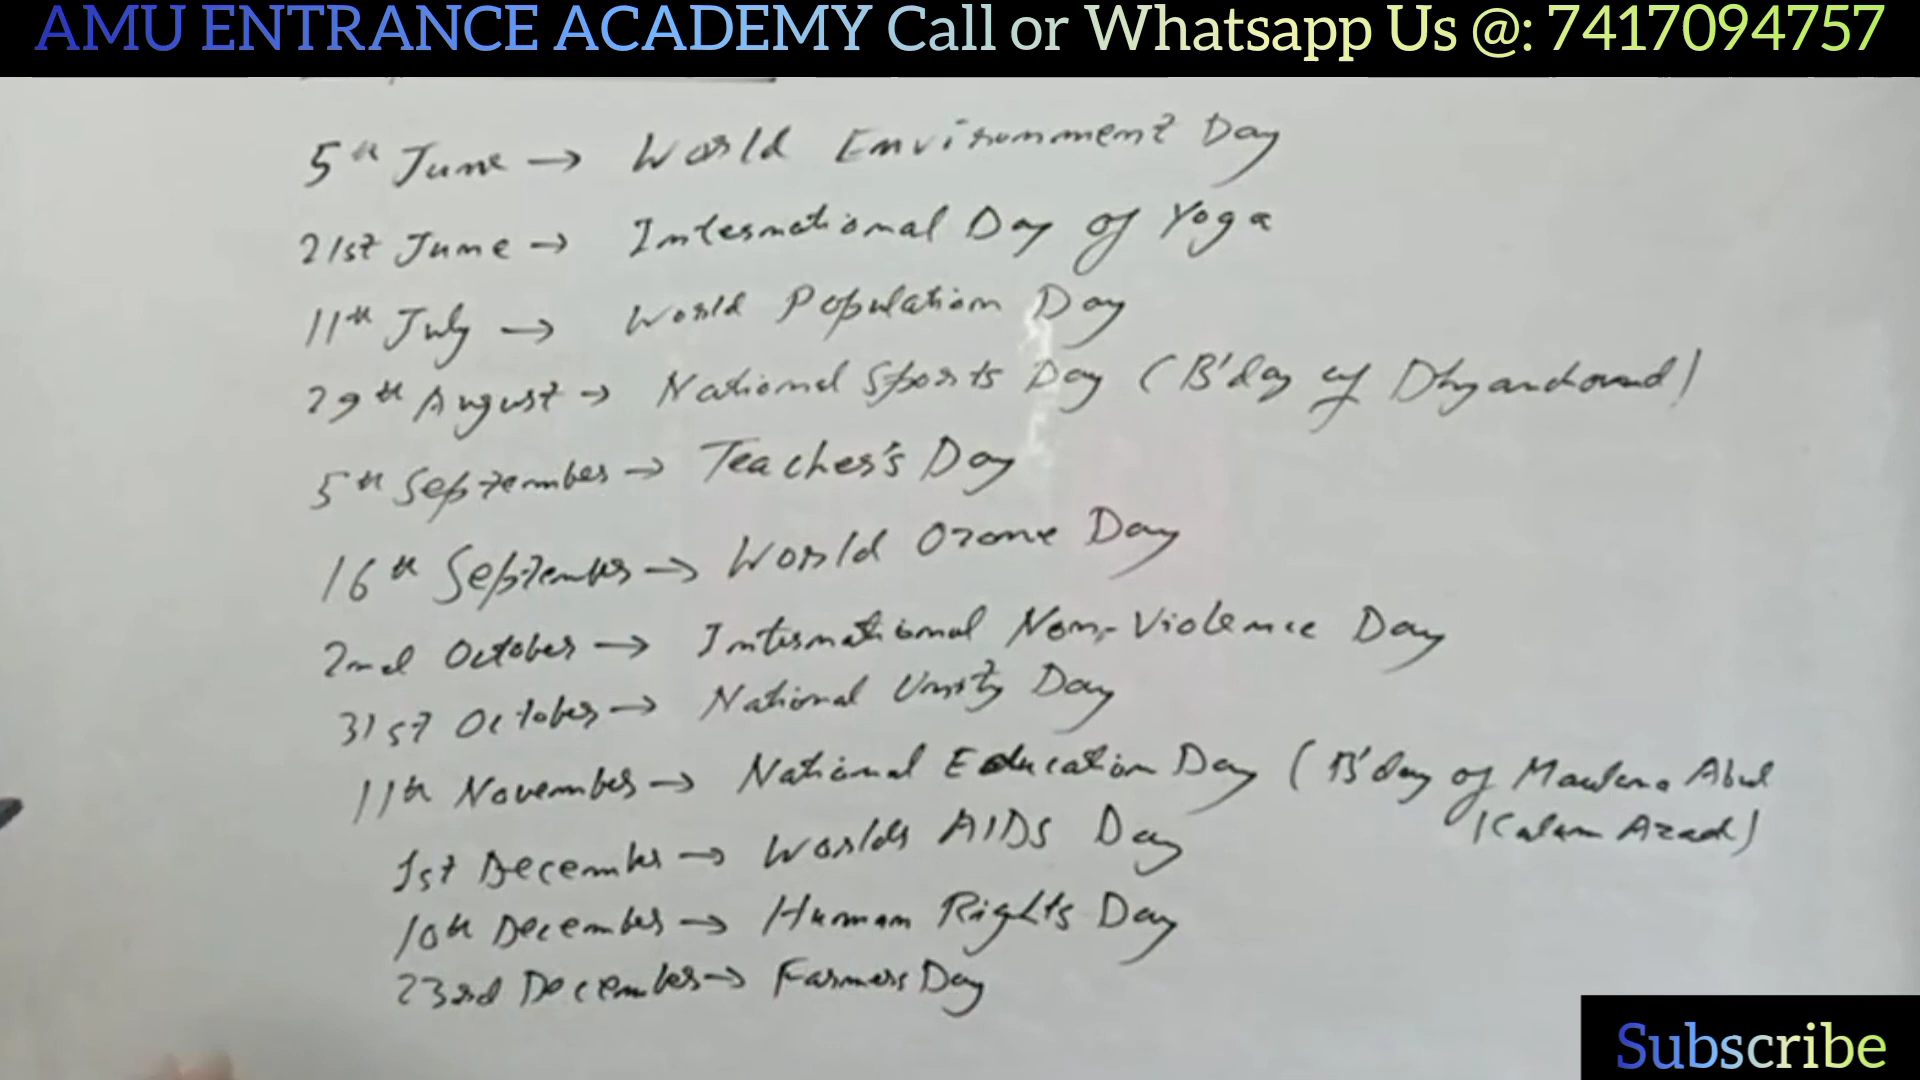 AMU ENTRANCE ACADEMY Call or Whatsapp Us @: 7417094757
5th June → World Environment Day
21st June → International Day of Yoga
11th July → World Population Day
29th August → National Sports Day (B'day of Dhyanchand)
5th September → Teacher's Day
16th September → World Ozone Day
2nd October → International Non-Violence Day
31st October → National Unity Day
11th November → National Education Day (B'day of Maulana Abul
Kalam Azad)
1st December → Worlds AIDS Day
10th December → Human Rights Day
23rd December → Farmers Day
Subscribe